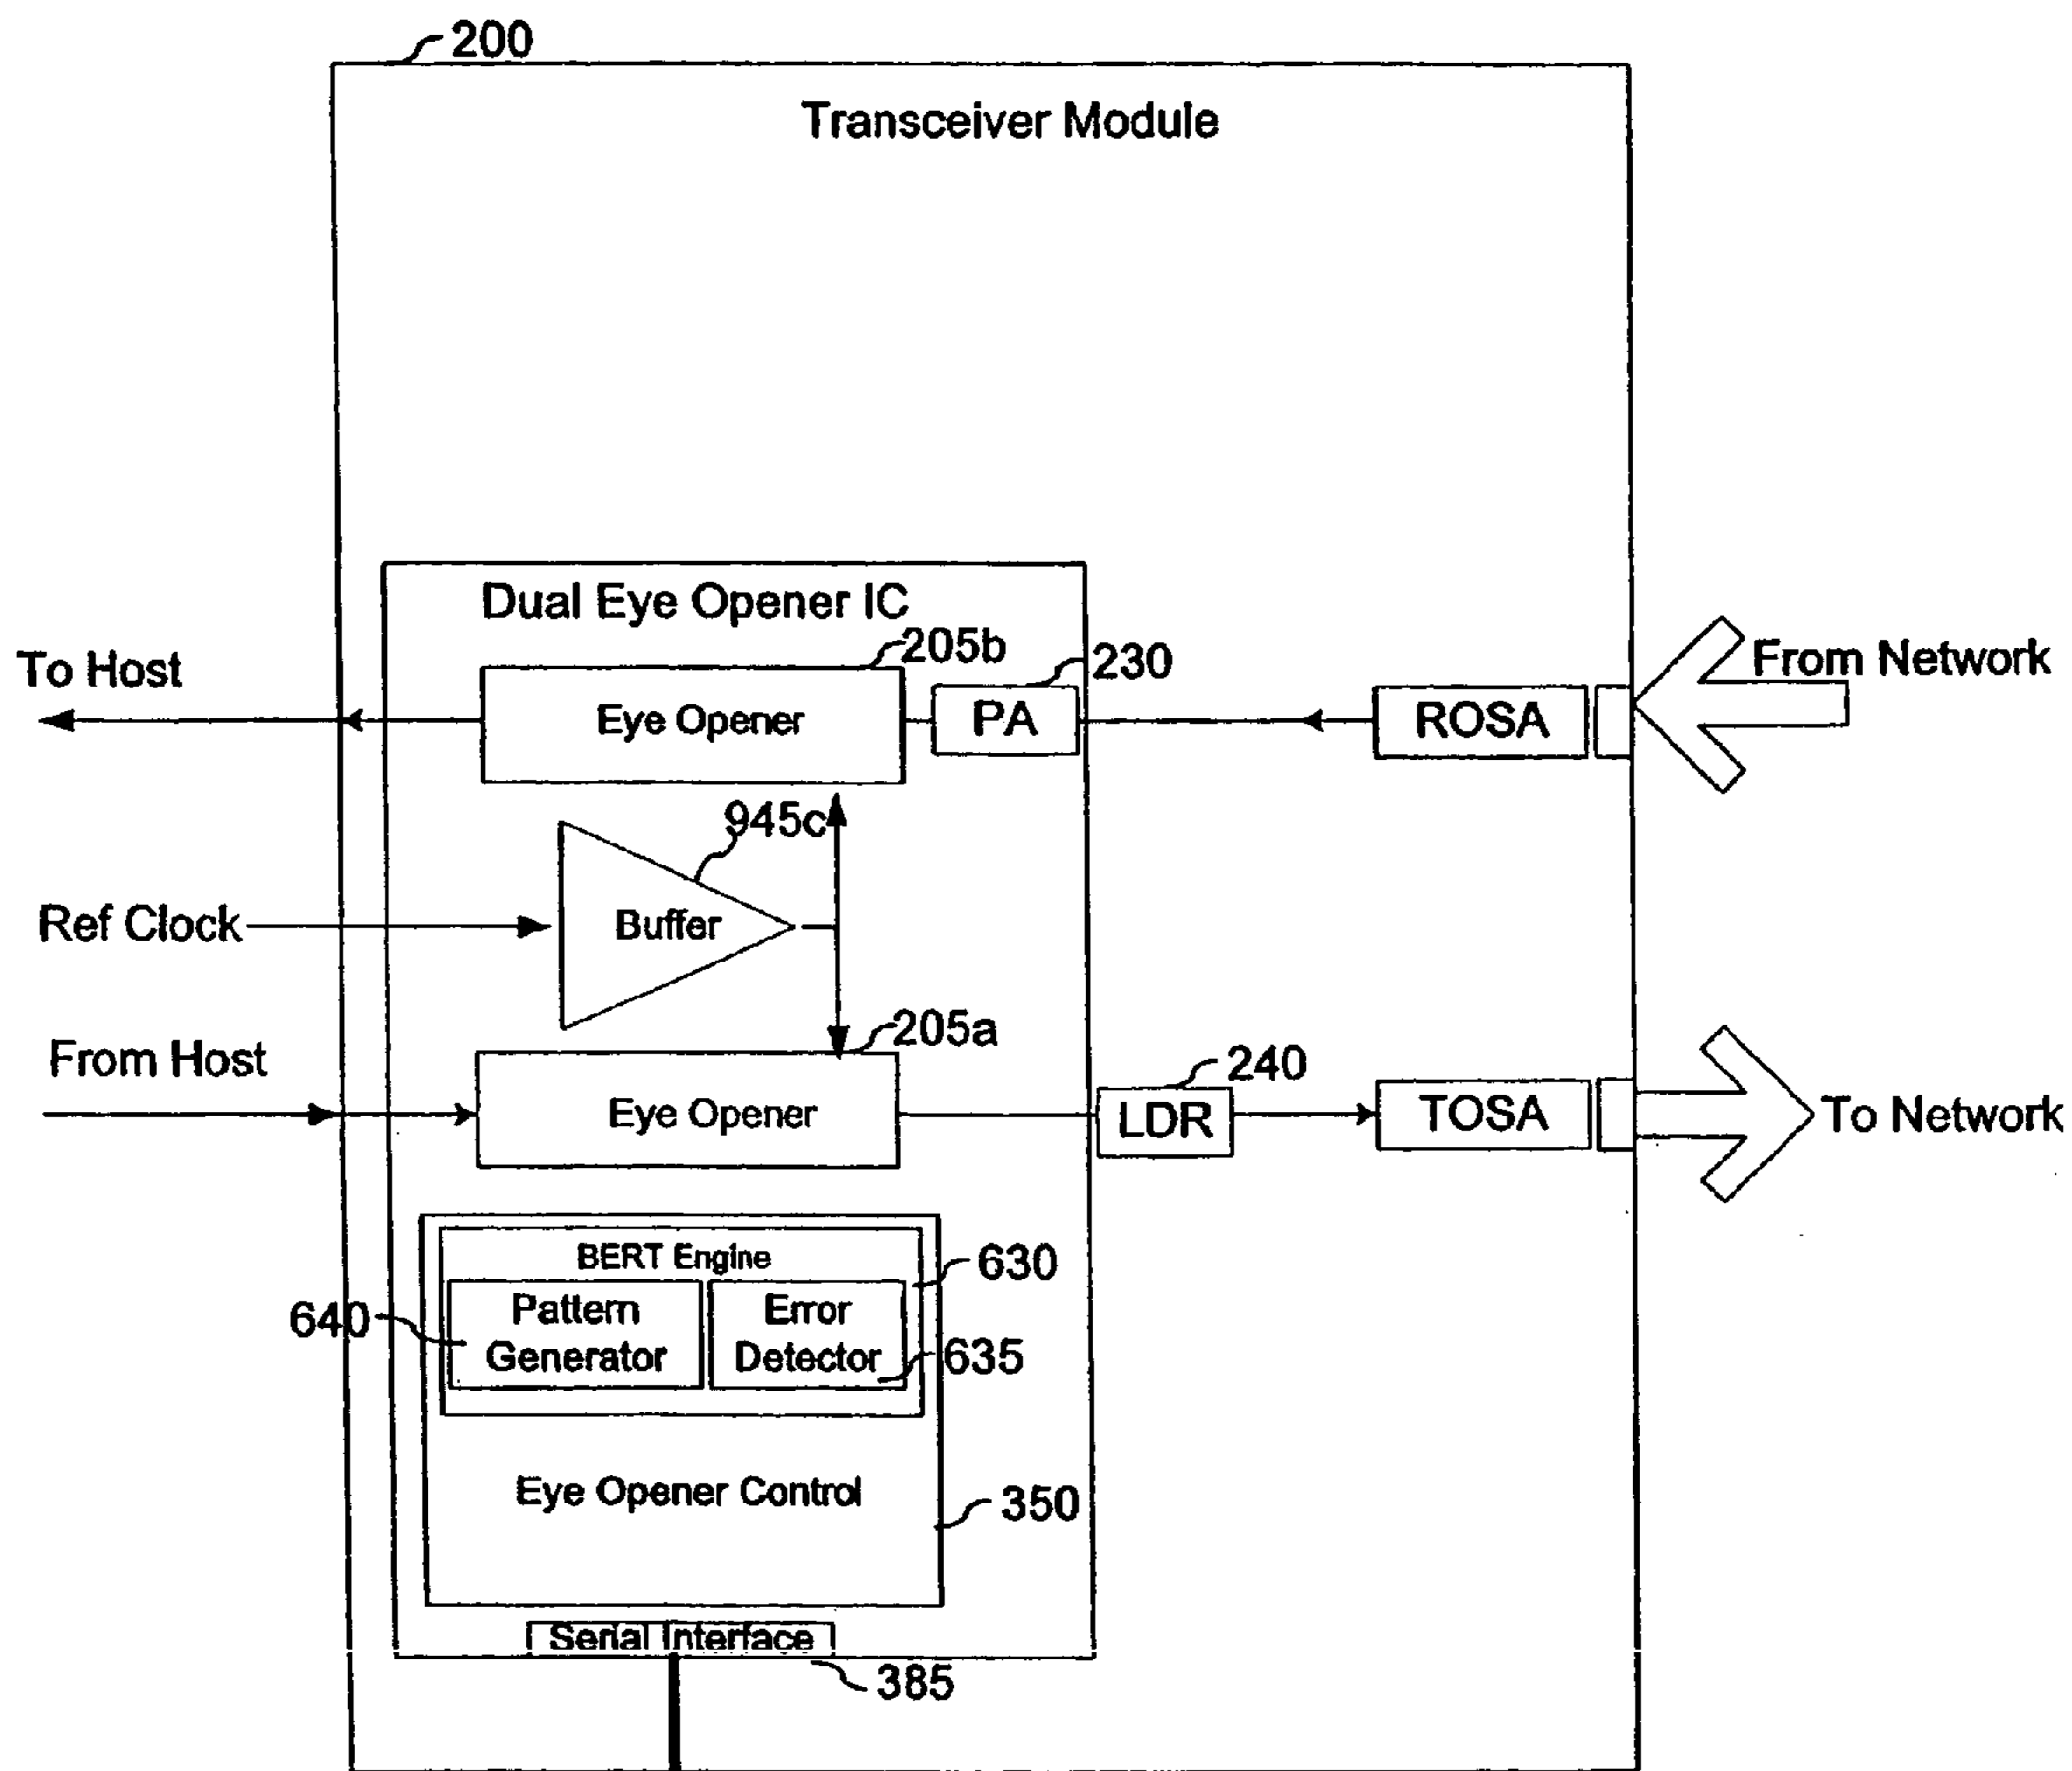 200
Transceiver Module
Dual Eye Opener IC
205b
230
To Host
From Network
Eye Opener
PA
ROSA
945c
Ref Clock
Buffer
205a
From Host
240
Eye Opener
LDR
TOSA
To Network
BERT Engine
630
640
Pattern
Generator
Error
Detector
635
Eye Opener Control
350
Serial Interface
385